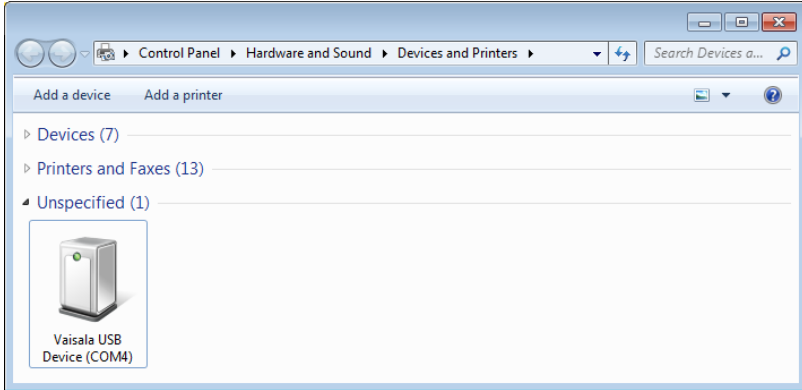 Control Panel Hardware and Sound Devices and Printers
Search Devices a...
Add a device Add a printer
Devices (7)
Printers and Faxes (13)
Unspecified (1)
Vaisala USB
Device (COM4)